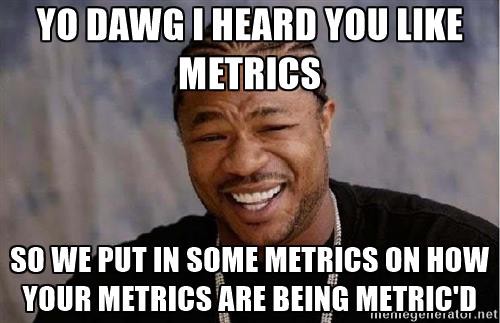 YO DAWG I HEARD YOU LIKE
METRICS
SO WE PUT IN SOME METRICS ON HOW
YOUR METRICS ARE BEING METRIC'D
memegenerator.net